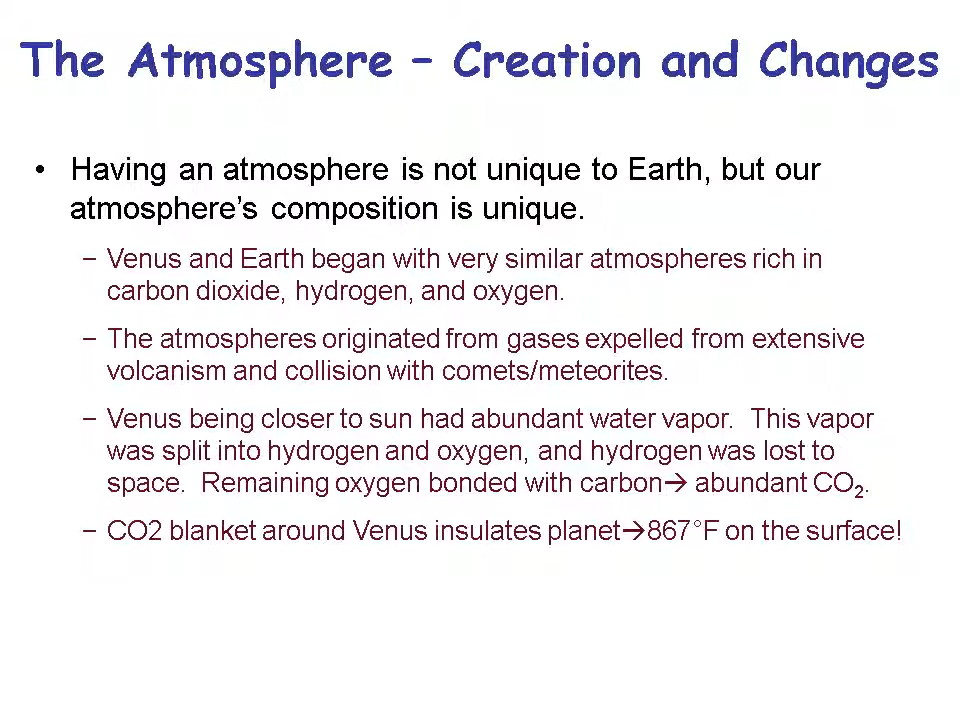 The Atmosphere – Creation and Changes
• Having an atmosphere is not unique to Earth, but our
atmosphere’s composition is unique.
– Venus and Earth began with very similar atmospheres rich in
carbon dioxide, hydrogen, and oxygen.
– The atmospheres originated from gases expelled from extensive
volcanism and collision with comets/meteorites.
– Venus being closer to sun had abundant water vapor.  This vapor
was split into hydrogen and oxygen, and hydrogen was lost to
space.  Remaining oxygen bonded with carbon→ abundant CO₂.
– CO2 blanket around Venus insulates planet→867°F on the surface!